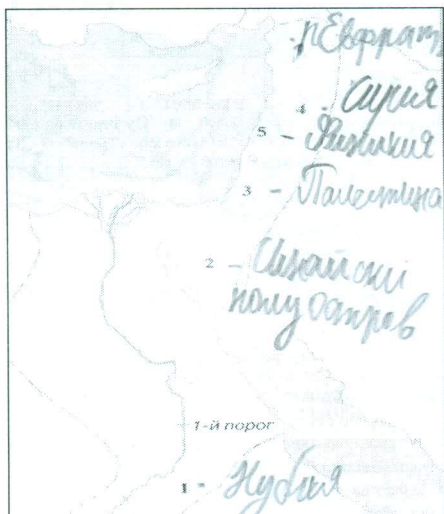 р Евфрат
4 - Сирия
5 - Финикия
3 - Палестина
2 - Синайский
полуостров
1-й порог
1 - Нубия